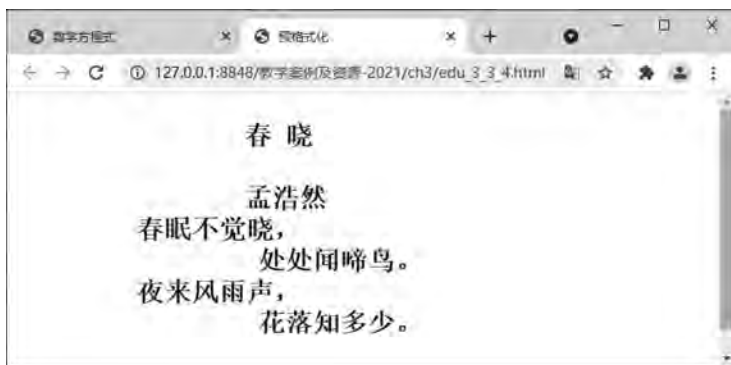 数学方程式 预格式化
127.0.0.1:8848/教学案例及资源-2021/ch3/edu_3_3_4.html
春 晓
孟浩然
春眠不觉晓，
处处闻啼鸟。
夜来风雨声，
花落知多少。